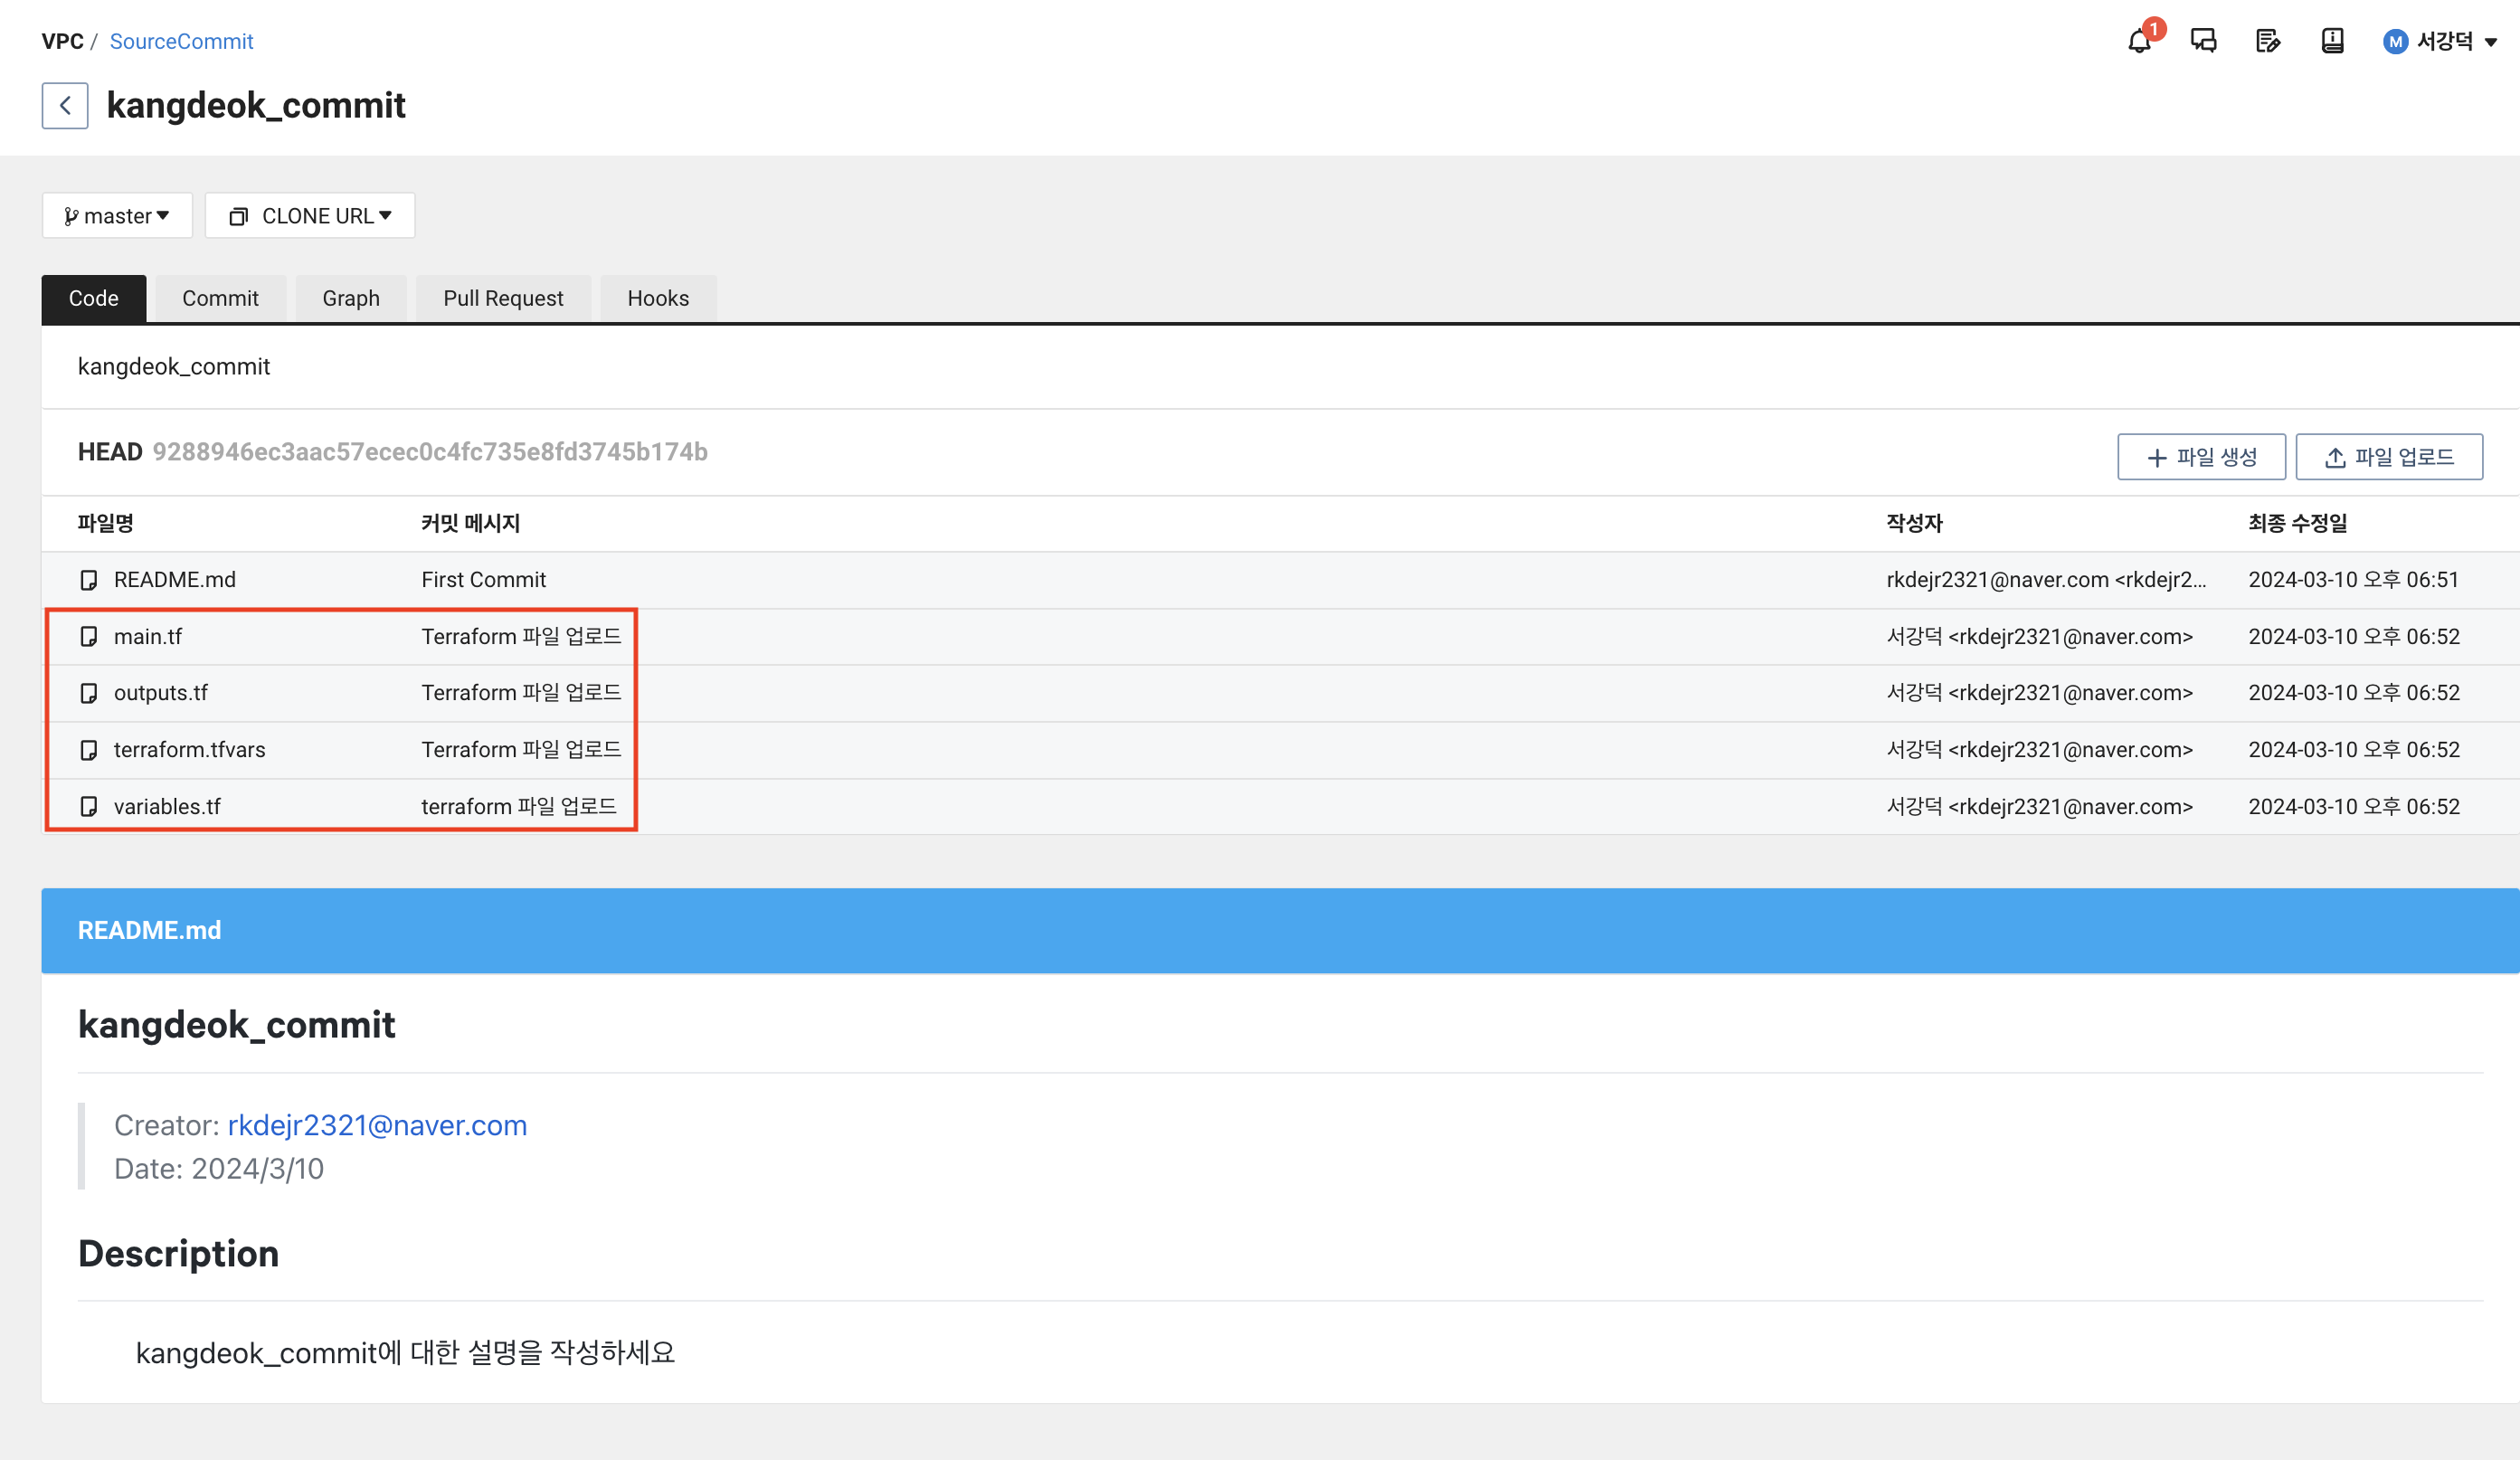 VPC / SourceCommit
1
M 서강덕
kangdeok_commit
master
CLONE URL
Code
Commit
Graph
Pull Request
Hooks
kangdeok_commit
HEAD 9288946ec3aac57ecec0c4fc735e8fd3745b174b
파일 생성
파일 업로드
파일명 커밋 메시지 작성자 최종 수정일
README.md First Commit rkdejr2321@naver.com <rkdejr2... 2024-03-10 오후 06:51
main.tf Terraform 파일 업로드 서강덕 <rkdejr2321@naver.com> 2024-03-10 오후 06:52
outputs.tf Terraform 파일 업로드 서강덕 <rkdejr2321@naver.com> 2024-03-10 오후 06:52
terraform.tfvars Terraform 파일 업로드 서강덕 <rkdejr2321@naver.com> 2024-03-10 오후 06:52
variables.tf terraform 파일 업로드 서강덕 <rkdejr2321@naver.com> 2024-03-10 오후 06:52
README.md
kangdeok_commit
Creator: rkdejr2321@naver.com
Date: 2024/3/10
Description
kangdeok_commit에 대한 설명을 작성하세요